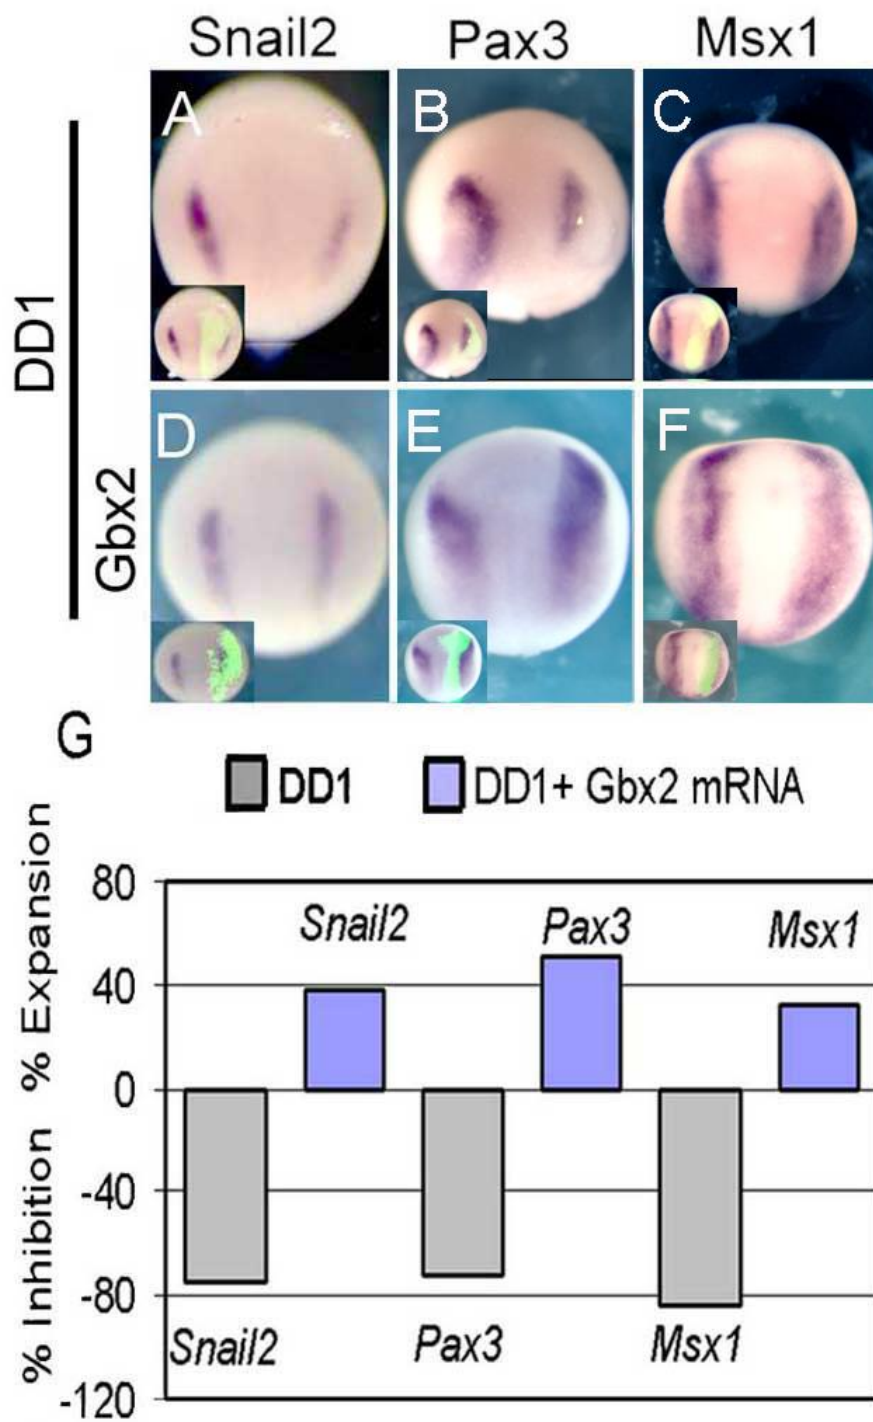 Snail2 Pax3 Msx1
A B C
DD1
D E F
Gbx2
G
DD1 DD1+ Gbx2 mRNA
% Expansion
% Inhibition
80
40
0
-40
-80
-120
Snail2 Pax3 Msx1
Snail2 Pax3 Msx1